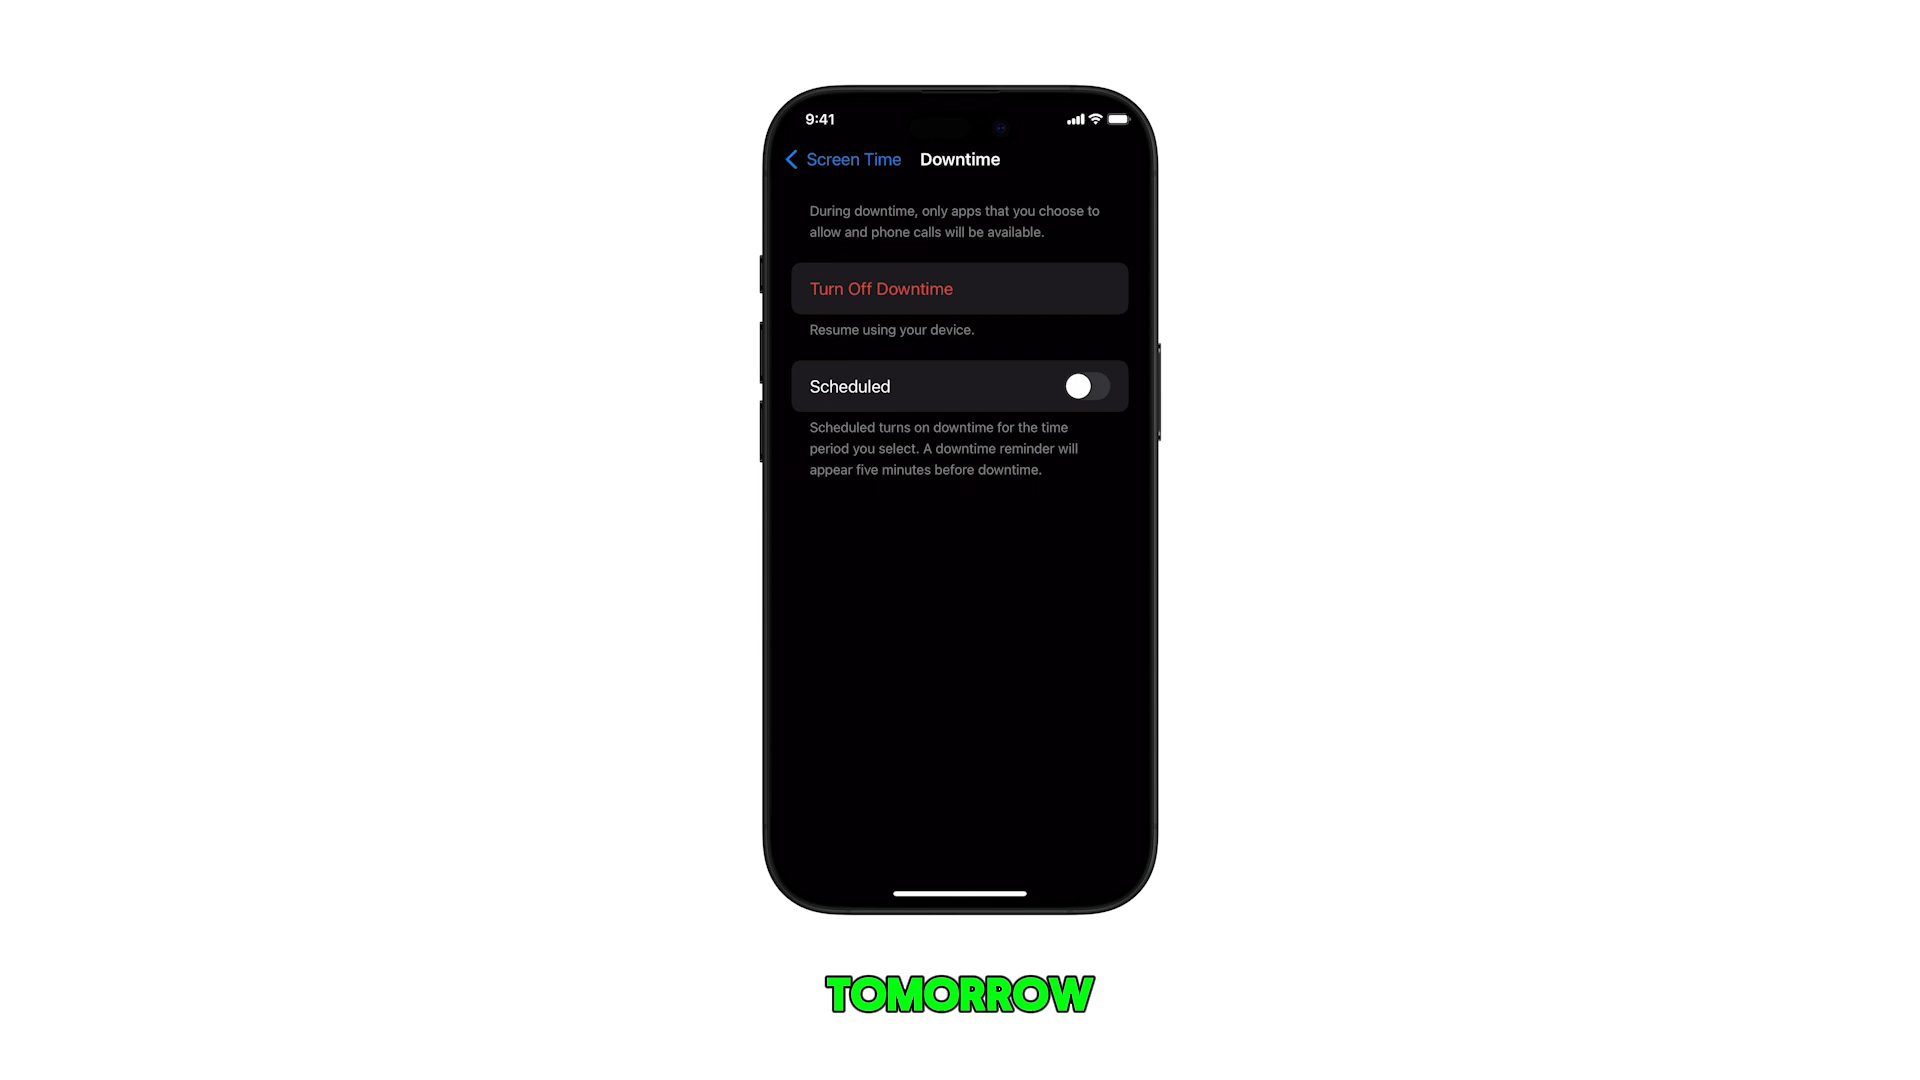 9:41
Screen Time
Downtime
During downtime, only apps that you choose to
allow and phone calls will be available.
Turn Off Downtime
Resume using your device.
Scheduled
Scheduled turns on downtime for the time
period you select. A downtime reminder will
appear five minutes before downtime.
TOMORROW